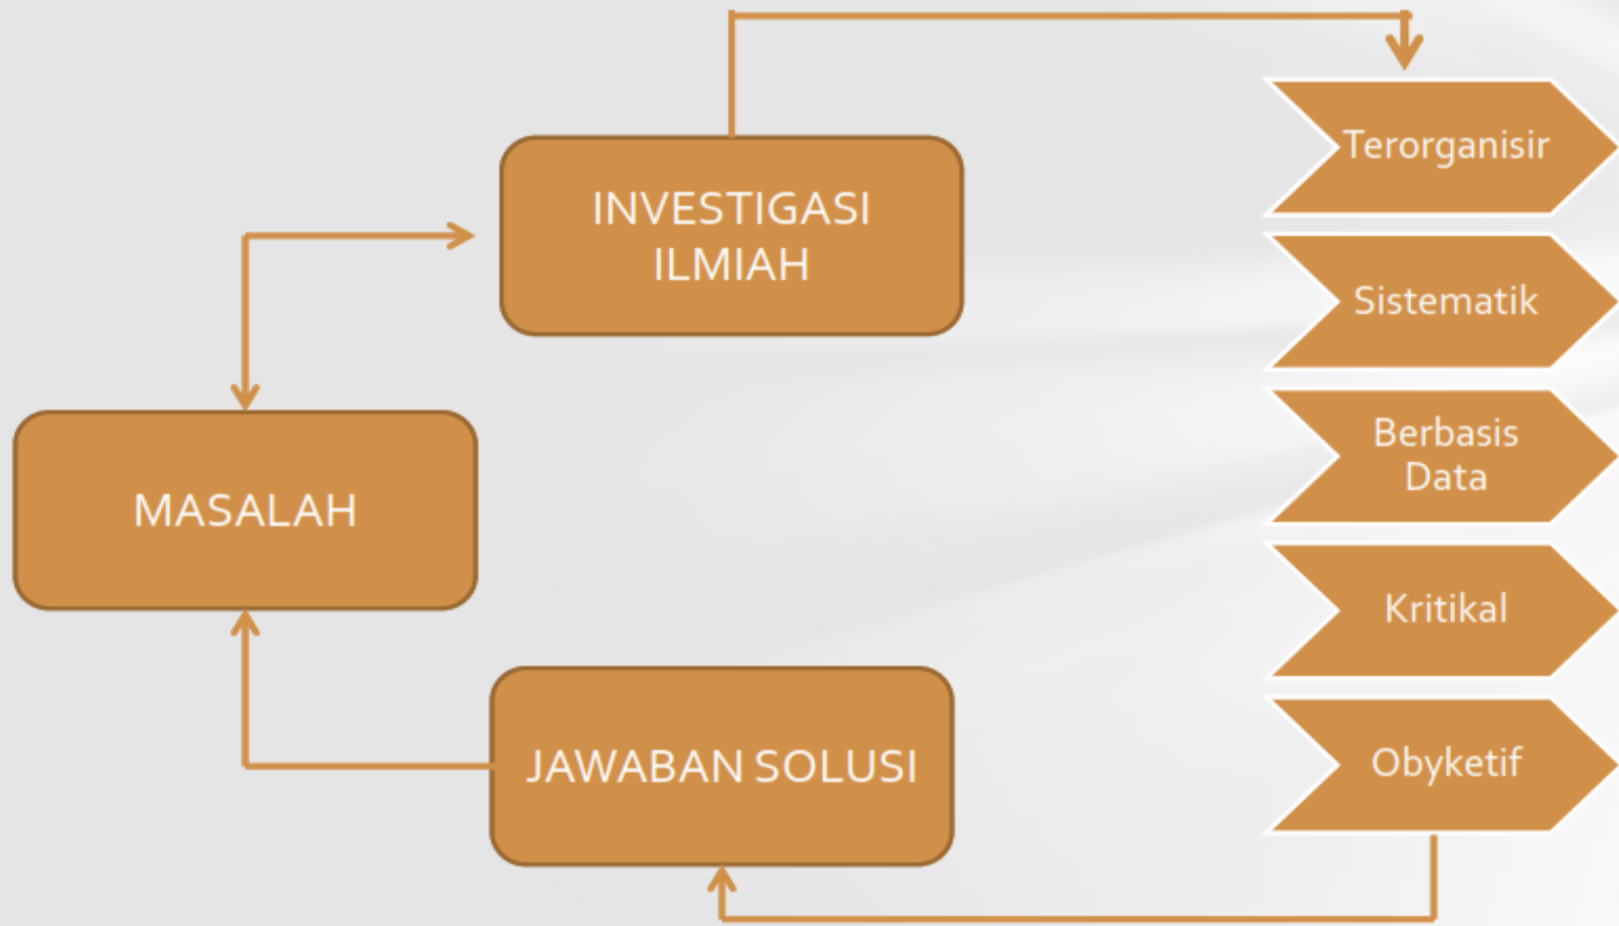 INVESTIGASI
ILMIAH
MASALAH
JAWABAN SOLUSI
Terorganisir
Sistematik
Berbasis
Data
Kritikal
Obyketif